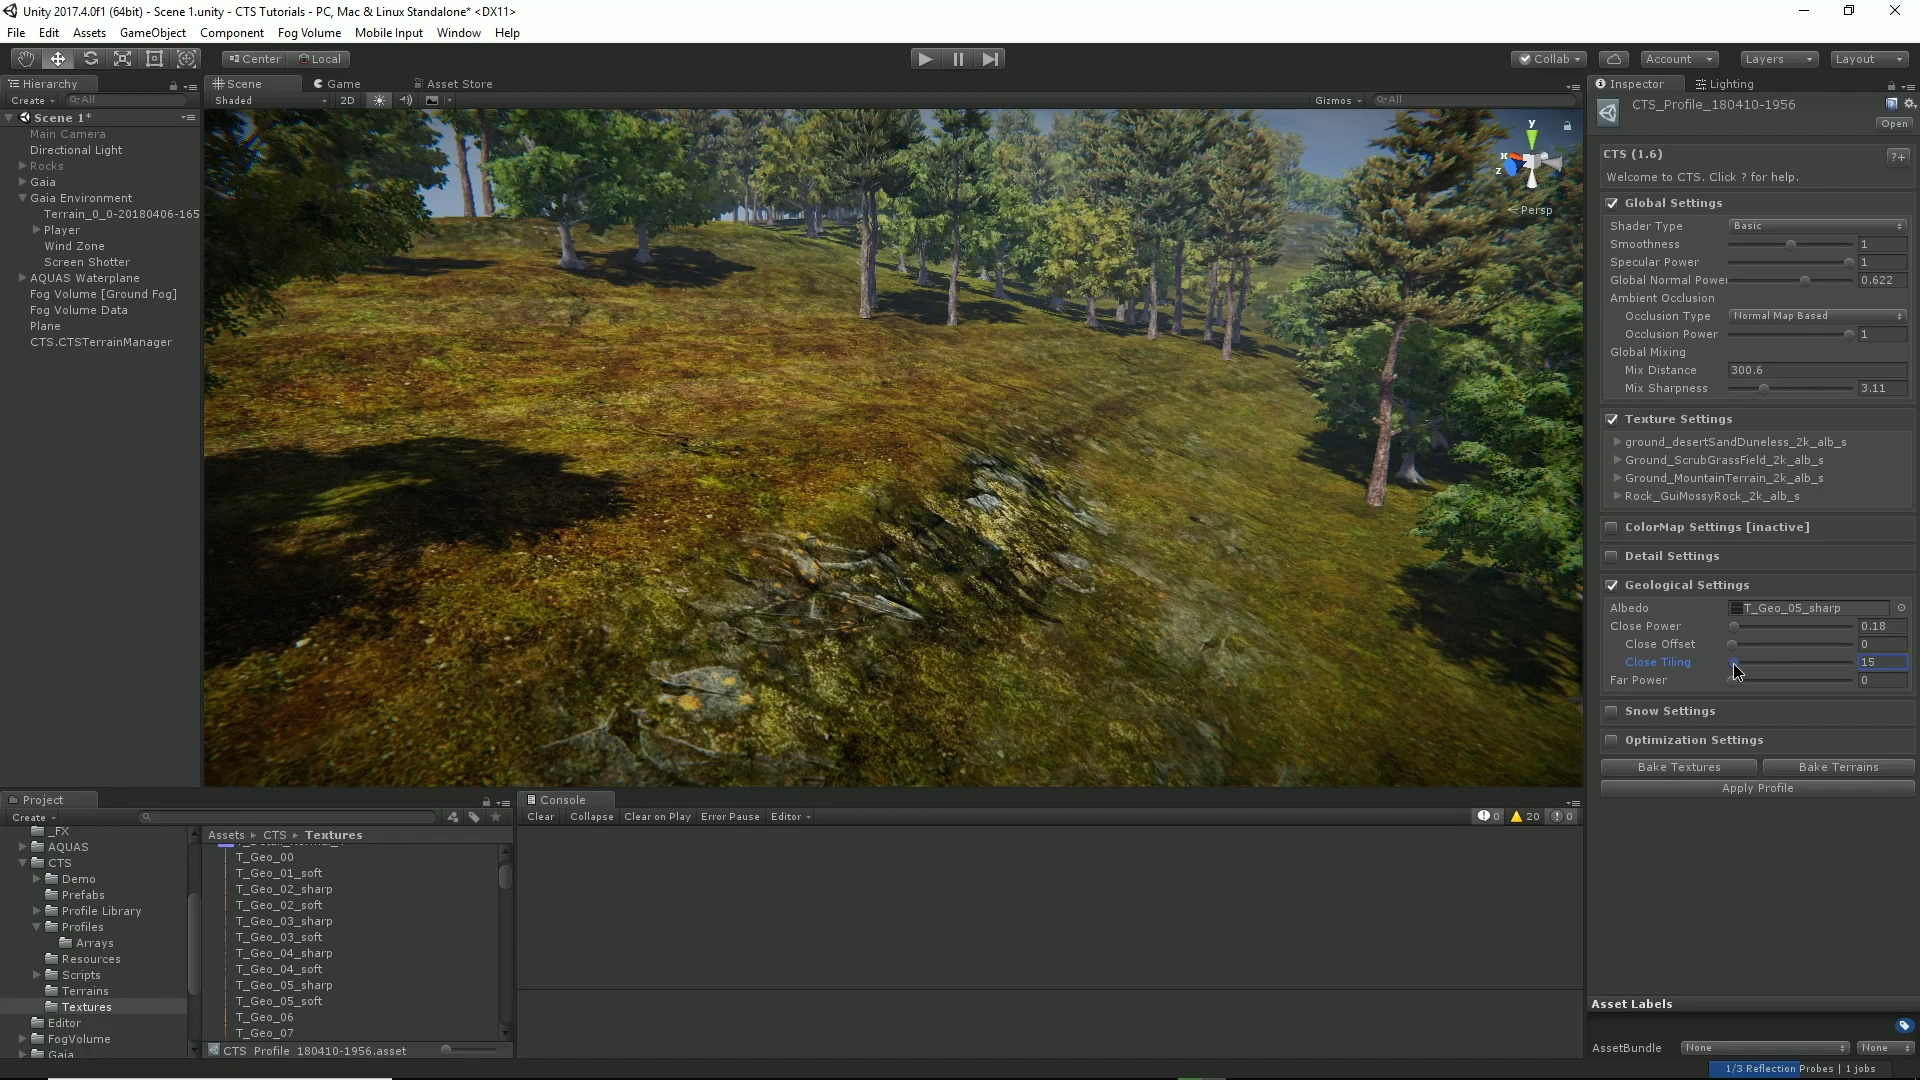 Unity 2017.4.0f1 (64bit) - Scene 1.unity - CTS Tutorials - PC, Mac & Linux Standalone* <DX11>
File Edit Assets GameObject Component Fog Volume Mobile Input Window Help
Center Local
Collab Account Layers Layout
Hierarchy
Create All
Scene 1*
Main Camera
Directional Light
Rocks
Gaia
Gaia Environment
Terrain_0_0-20180406-165
Player
Wind Zone
Screen Shotter
AQUAS Waterplane
Fog Volume [Ground Fog]
Fog Volume Data
Plane
CTS.CTSTerrainManager
Scene Game Asset Store
Shaded 2D Gizmos All
y
x
z
Persp
Inspector Lighting
CTS_Profile_180410-1956
Open
CTS (1.6)
?+
Welcome to CTS. Click ? for help.
Global Settings
Shader Type Basic
Smoothness 1
Specular Power 1
Global Normal Power 0.622
Ambient Occlusion
Occlusion Type Normal Map Based
Occlusion Power 1
Global Mixing
Mix Distance 300.6
Mix Sharpness 3.11
Texture Settings
ground_desertSandDuneless_2k_alb_s
Ground_ScrubGrassField_2k_alb_s
Ground_MountainTerrain_2k_alb_s
Rock_GuiMossyRock_2k_alb_s
ColorMap Settings [inactive]
Detail Settings
Geological Settings
Albedo T_Geo_05_sharp
Close Power 0.18
Close Offset 0
Close Tiling 15
Far Power 0
Snow Settings
Optimization Settings
Bake Textures Bake Terrains
Apply Profile
Asset Labels
AssetBundle None None
1/3 Reflection Probes | 1 jobs
Project
Create
_FX
AQUAS
CTS
Demo
Prefabs
Profile Library
Profiles
Arrays
Resources
Scripts
Terrains
Textures
Editor
FogVolume
Gaia
Assets CTS Textures
T_Geo_00
T_Geo_01_soft
T_Geo_02_sharp
T_Geo_02_soft
T_Geo_03_sharp
T_Geo_03_soft
T_Geo_04_sharp
T_Geo_04_soft
T_Geo_05_sharp
T_Geo_05_soft
T_Geo_06
T_Geo_07
CTS_Profile_180410-1956.asset
Console
Clear Collapse Clear on Play Error Pause Editor 0 20 0